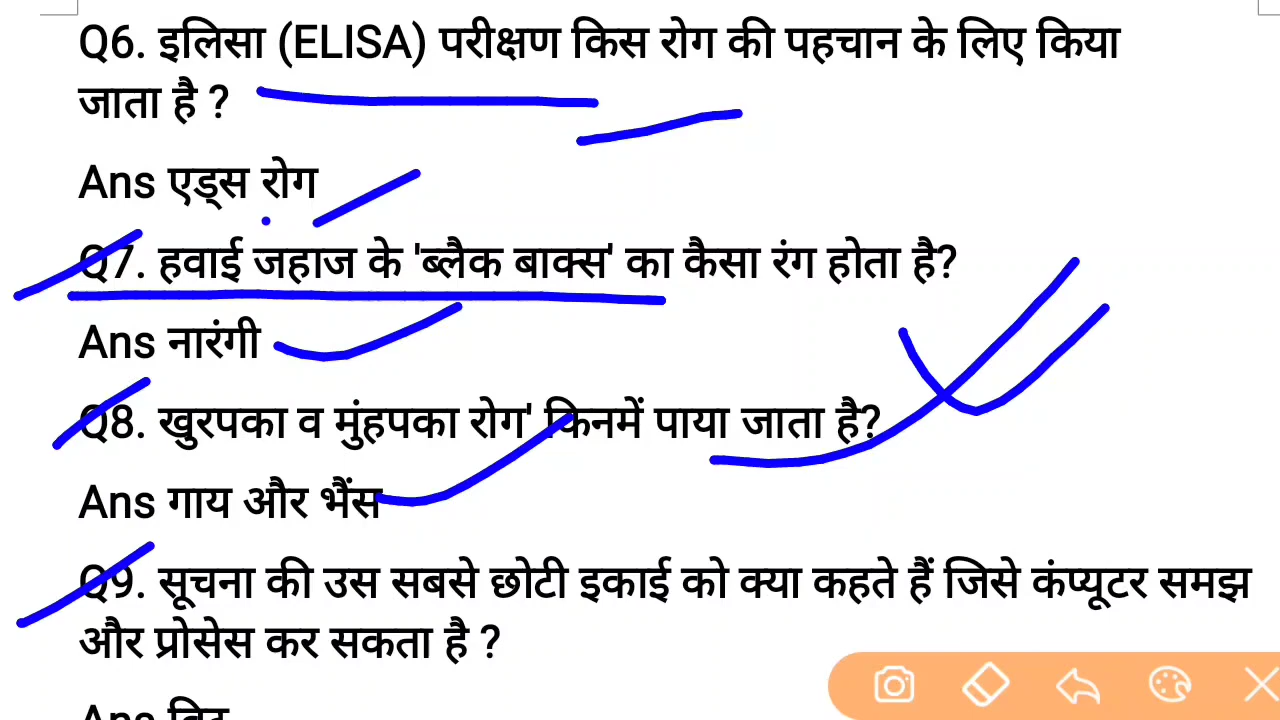 Q6. इलिसा (ELISA) परीक्षण किस रोग की पहचान के लिए किया
जाता है ?
Ans एड्स रोग
Q7. हवाई जहाज के 'ब्लैक बाक्स' का कैसा रंग होता है?
Ans नारंगी
Q8. खुरपका व मुंहपका रोग' किनमें पाया जाता है?
Ans गाय और भैंस
Q9. सूचना की उस सबसे छोटी इकाई को क्या कहते हैं जिसे कंप्यूटर समझ
और प्रोसेस कर सकता है ?
Ans बिट